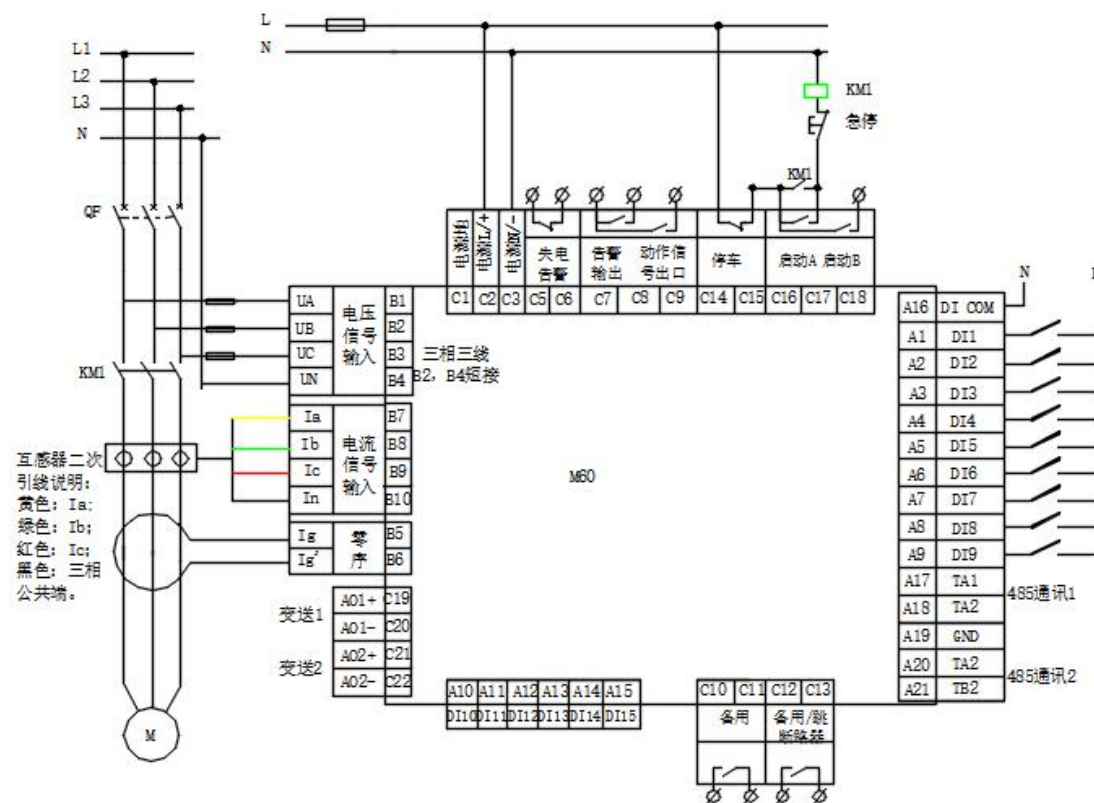 L
N
L1
L2
L3
N
KM1
急停
KM1
QF
电源地
电源L/+
电源N/-
失电
告警
告警
输出
动作信
号出口
停车
启动A 启动B
C1 C2 C3 C5 C6 C7 C8 C9 C14 C15 C16 C17 C18
UA
UB
UC
UN
电压
信号
输入
B1
B2
B3
B4
三相三线
B2, B4短接
KM1
Ia
Ib
Ic
In
电流
信号
输入
B7
B8
B9
B10
互感器二次
引线说明:
黄色: Ia;
绿色: Ib;
红色: Ic;
黑色: 三相
公共端。
Ig
Ig'
零
序
B5
B6
变送1
变送2
AO1+ C19
AO1- C20
AO2+ C21
AO2- C22
M
M60
N
A16 DI COM
A1 DI1
A2 DI2
A3 DI3
A4 DI4
A5 DI5
A6 DI6
A7 DI7
A8 DI8
A9 DI9
A17 TA1
A18 TA2
A19 GND
A20 TA2
A21 TB2
485通讯1
485通讯2
A10 A11 A12 A13 A14 A15
DI10 DI11 DI12 DI13 DI14 DI15
C10 C11 C12 C13
备用
备用/跳
断路器